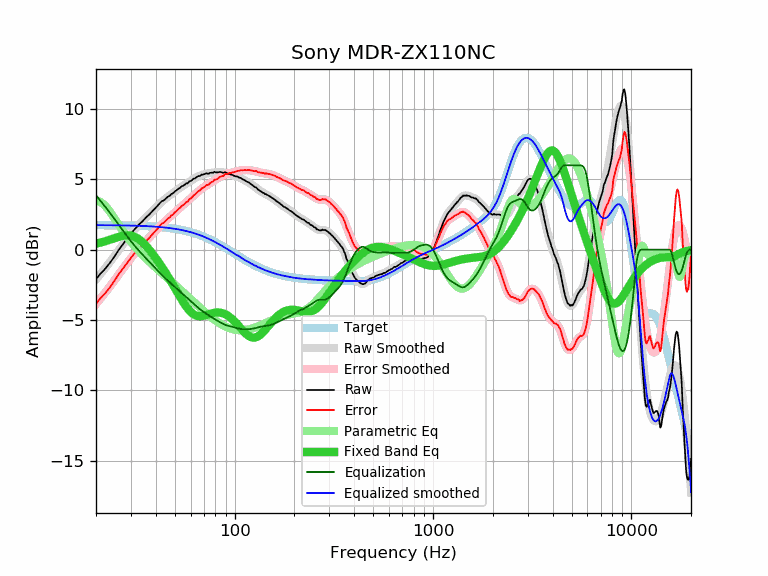 Sony MDR-ZX110NC
10
5
0
−5
−10
−15
Amplitude (dBr)
Target
Raw Smoothed
Error Smoothed
Raw
Error
Parametric Eq
Fixed Band Eq
Equalization
Equalized smoothed
100
1000
10000
Frequency (Hz)